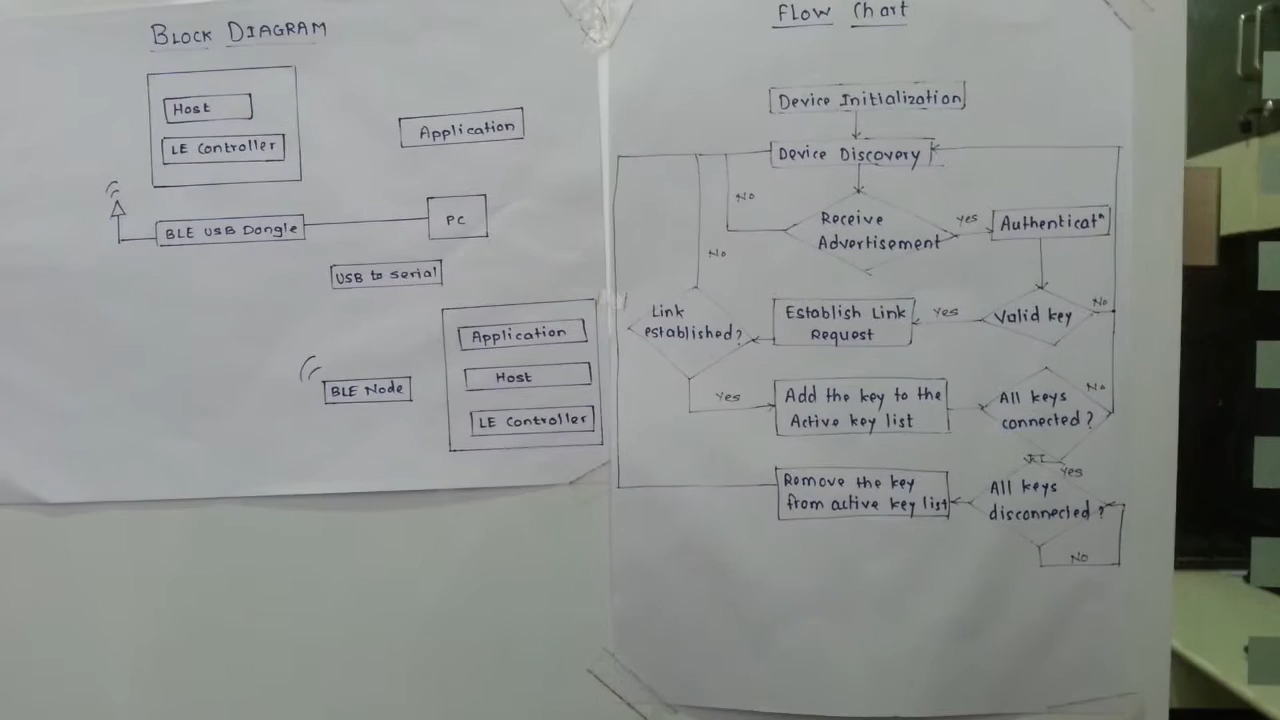 BLOCK DIAGRAM
Host
LE Controller
Application
BLE USB Dongle
PC
USB to Serial
Application
Host
LE Controller
BLE Node
FLOW Chart
Device Initialization
Device Discovery
No
Receive
Advertisement
Yes
Authenticatⁿ
No
Link
established?
Establish Link
Request
Yes
Valid key
No
Yes
Add the key to the
Active key list
All keys
connected?
No
Yes
Remove the key
from active key list
All keys
disconnected?
No